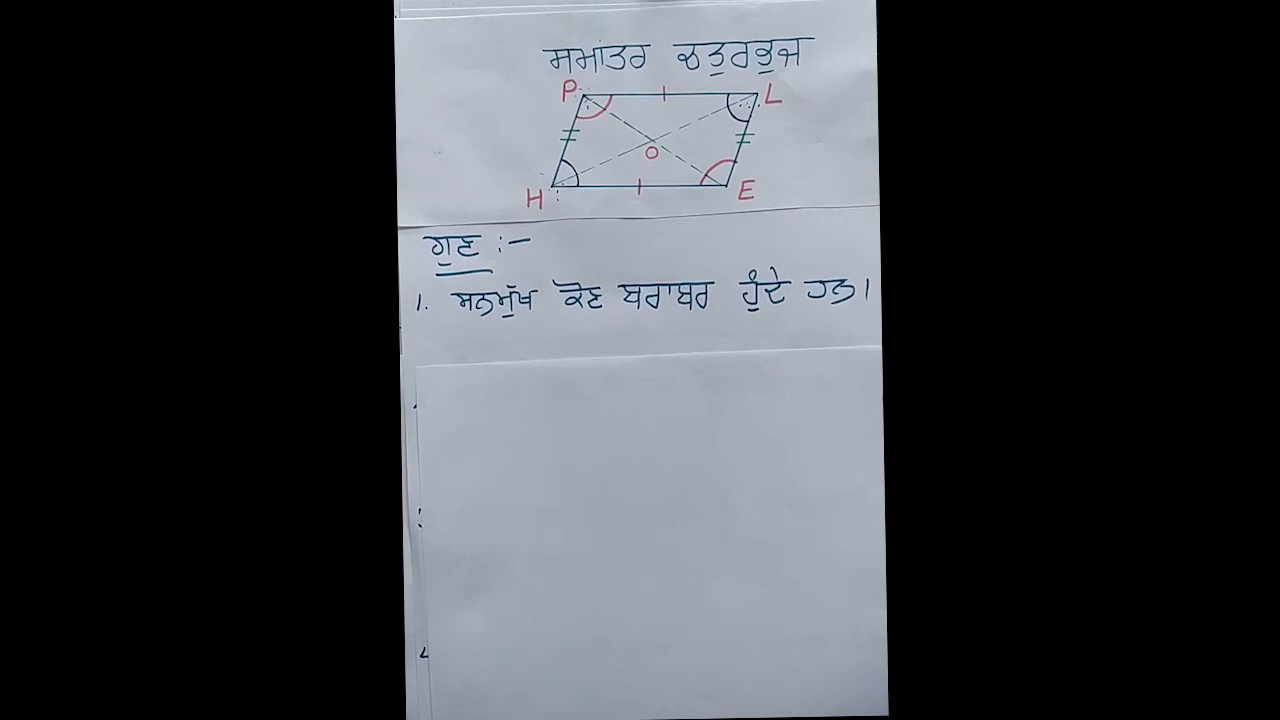 ਸਮਾਂਤਰ ਚਤੁਰਭੁਜ
P L
O
H E
ਗੁਣ :-
1. ਸਨਮੁੱਖ ਕੋਣ ਬਰਾਬਰ ਹੁੰਦੇ ਹਨ।